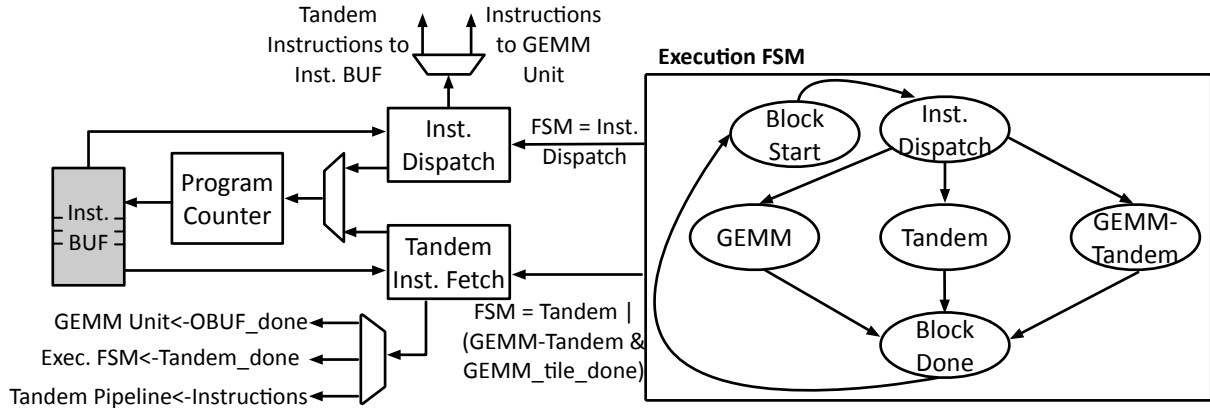 Tandem
Instructions to
Inst. BUF
Instructions
to GEMM
Unit
Execution FSM
Inst.
Dispatch
FSM = Inst.
Dispatch
Block
Start
Inst.
Dispatch
Program
Counter
Inst.
BUF
GEMM
Tandem
GEMM-
Tandem
Tandem
Inst. Fetch
FSM = Tandem |
(GEMM-Tandem &
GEMM_tile_done)
GEMM Unit<-OBUF_done
Exec. FSM<-Tandem_done
Tandem Pipeline<-Instructions
Block
Done